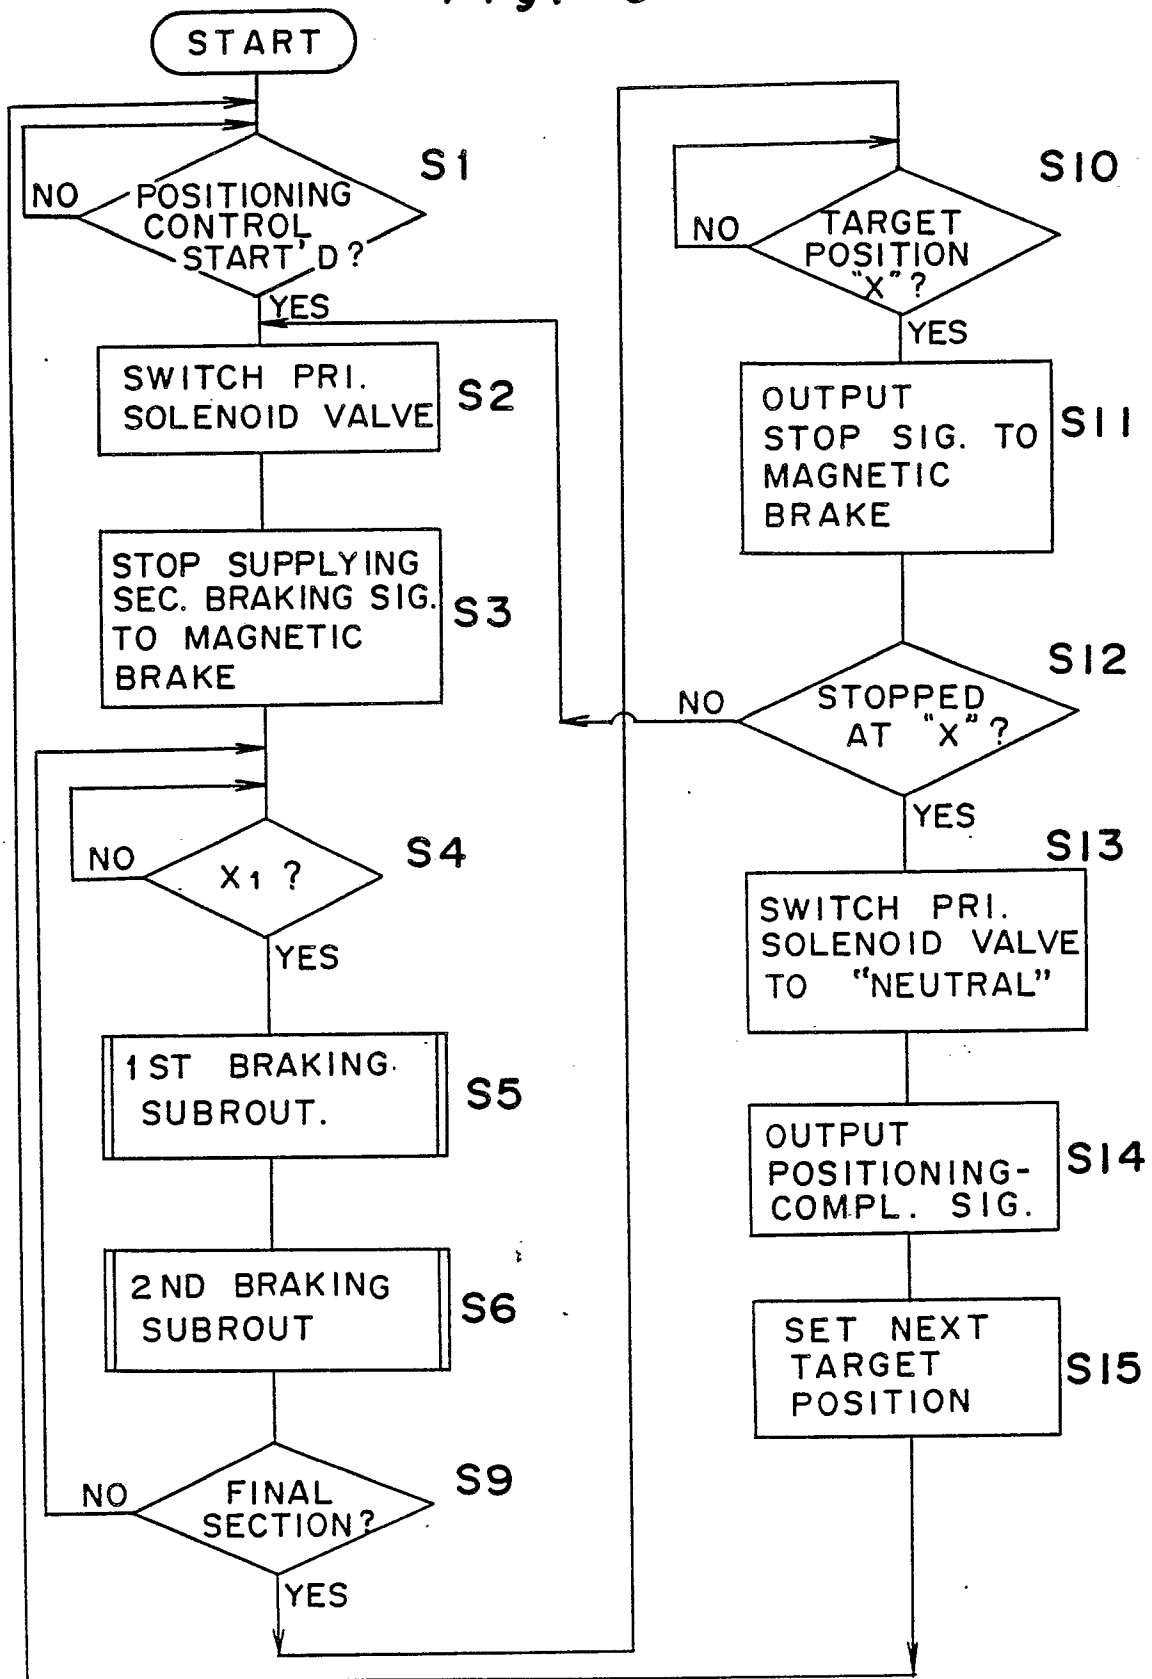 START
S1
NO
POSITIONING
CONTROL
START'D?
YES
SWITCH PRI.
SOLENOID VALVE
S2
STOP SUPPLYING
SEC. BRAKING SIG.
TO MAGNETIC
BRAKE
S3
NO
X1 ?
S4
YES
1ST BRAKING
SUBROUT.
S5
2ND BRAKING
SUBROUT
S6
NO
FINAL
SECTION?
S9
YES
S10
NO
TARGET
POSITION
"X"?
YES
OUTPUT
STOP SIG. TO
MAGNETIC
BRAKE
S11
S12
NO
STOPPED
AT "X"?
YES
S13
SWITCH PRI.
SOLENOID VALVE
TO "NEUTRAL"
OUTPUT
POSITIONING-
COMPL. SIG.
S14
SET NEXT
TARGET
POSITION
S15